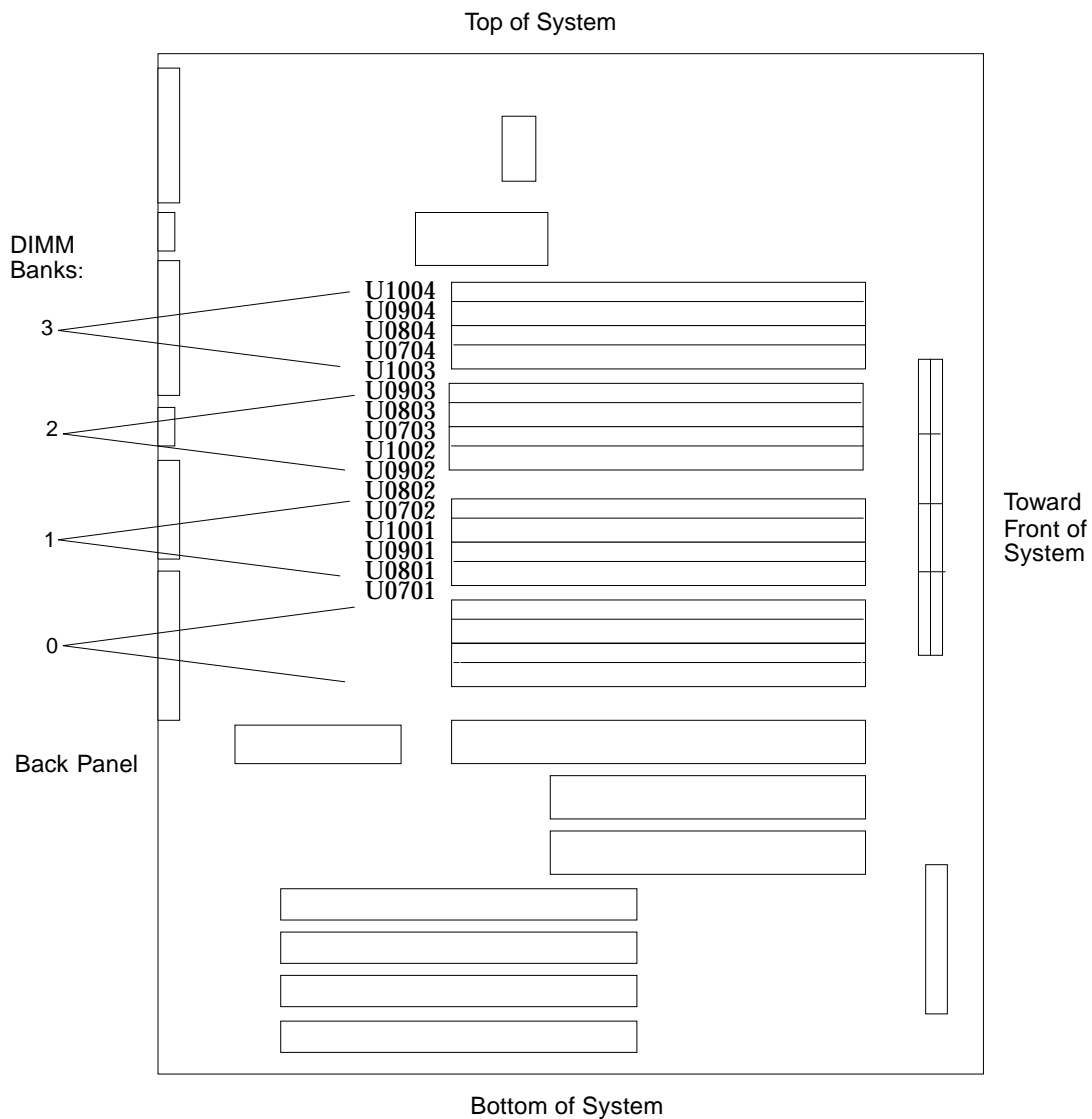 Top of System
DIMM
Banks:
3
2
1
0
U1004
U0904
U0804
U0704
U1003
U0903
U0803
U0703
U1002
U0902
U0802
U0702
U1001
U0901
U0801
U0701
Toward
Front of
System
Back Panel
Bottom of System